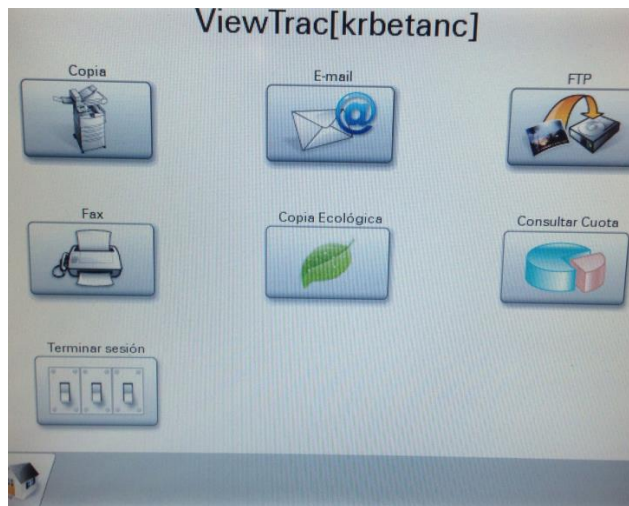 ViewTrac[krbetanc]
Copia
E-mail
FTP
Fax
Copia Ecológica
Consultar Cuota
Terminar sesión